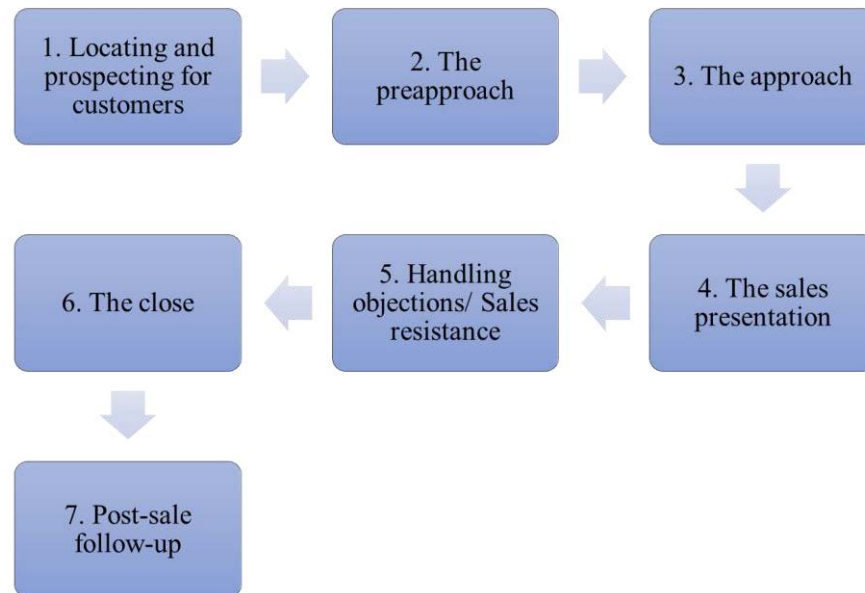 1. Locating and
prospecting for
customers
2. The
preapproach
3. The approach
4. The sales
presentation
5. Handling
objections/ Sales
resistance
6. The close
7. Post-sale
follow-up